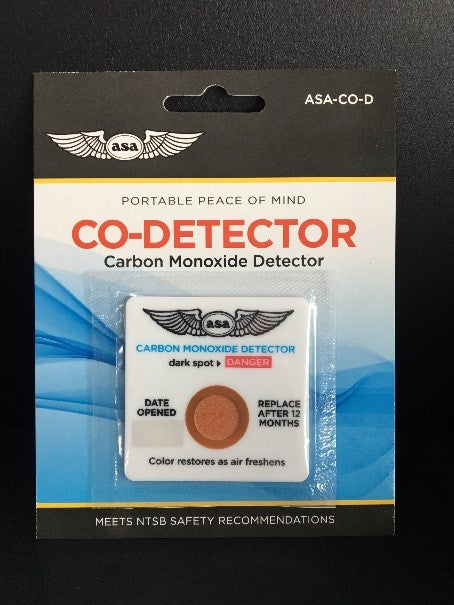 ASA-CO-D
asa
PORTABLE PEACE OF MIND
CO-DETECTOR
Carbon Monoxide Detector
asa
CARBON MONOXIDE DETECTOR
dark spot DANGER
DATE
OPENED
REPLACE
AFTER 12
MONTHS
Color restores as air freshens
MEETS NTSB SAFETY RECOMMENDATIONS